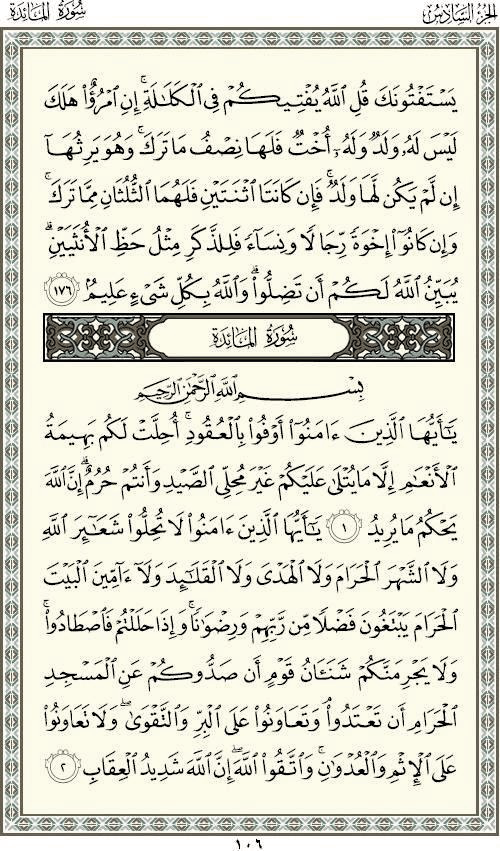 الجزء السادس سورة المائدة
يَسْتَفْتُونَكَ قُلِ ٱللَّهُ يُفْتِيكُمْ فِى ٱلْكَلَٰلَةِ ۚ إِنِ ٱمْرُؤٌا۟ هَلَكَ
لَيْسَ لَهُۥ وَلَدٌ وَلَهُۥٓ أُخْتٌ فَلَهَا نِصْفُ مَا تَرَكَ ۚ وَهُوَ يَرِثُهَآ
إِن لَّمْ يَكُن لَّهَا وَلَدٌ ۚ فَإِن كَانَتَا ٱثْنَتَيْنِ فَلَهُمَا ٱلثُّلُثَانِ مِمَّا تَرَكَ ۚ
وَإِن كَانُوٓا۟ إِخْوَةً رِّجَالًا وَنِسَآءً فَلِلذَّكَرِ مِثْلُ حَظِّ ٱلْأُنثَيَيْنِ ۗ
يُبَيِّنُ ٱللَّهُ لَكُمْ أَن تَضِلُّوا۟ ۗ وَٱللَّهُ بِكُلِّ شَىْءٍ عَلِيمٌۢ ١٧٦
سورة المائدة
بِسْمِ ٱللَّهِ ٱلرَّحْمَٰنِ ٱلرَّحِيمِ
يَٰٓأَيُّهَا ٱلَّذِينَ ءَامَنُوٓا۟ أَوْفُوا۟ بِٱلْعُقُودِ ۚ أُحِلَّتْ لَكُم بَهِيمَةُ
ٱلْأَنْعَٰمِ إِلَّا مَا يُتْلَىٰ عَلَيْكُمْ غَيْرَ مُحِلِّى ٱلصَّيْدِ وَأَنتُمْ حُرُمٌ ۗ إِنَّ ٱللَّهَ
يَحْكُمُ مَا يُرِيدُ ١ يَٰٓأَيُّهَا ٱلَّذِينَ ءَامَنُوا۟ لَا تُحِلُّوا۟ شَعَٰٓئِرَ ٱللَّهِ
وَلَا ٱلشَّهْرَ ٱلْحَرَامَ وَلَا ٱلْهَدْىَ وَلَا ٱلْقَلَٰٓئِدَ وَلَآ ءَآمِّينَ ٱلْبَيْتَ
ٱلْحَرَامَ يَبْتَغُونَ فَضْلًا مِّن رَّبِّهِمْ وَرِضْوَٰنًا ۚ وَإِذَا حَلَلْتُمْ فَٱصْطَادُوا۟ ۚ
وَلَا يَجْرِمَنَّكُمْ شَنَـَٔانُ قَوْمٍ أَن صَدُّوكُمْ عَنِ ٱلْمَسْجِدِ
ٱلْحَرَامِ أَن تَعْتَدُوا۟ ۘ وَتَعَاوَنُوا۟ عَلَى ٱلْبِرِّ وَٱلتَّقْوَىٰ ۖ وَلَا تَعَاوَنُوا۟
عَلَى ٱلْإِثْمِ وَٱلْعُدْوَٰنِ ۚ وَٱتَّقُوا۟ ٱللَّهَ ۖ إِنَّ ٱللَّهَ شَدِيدُ ٱلْعِقَابِ ٢
١٠٦